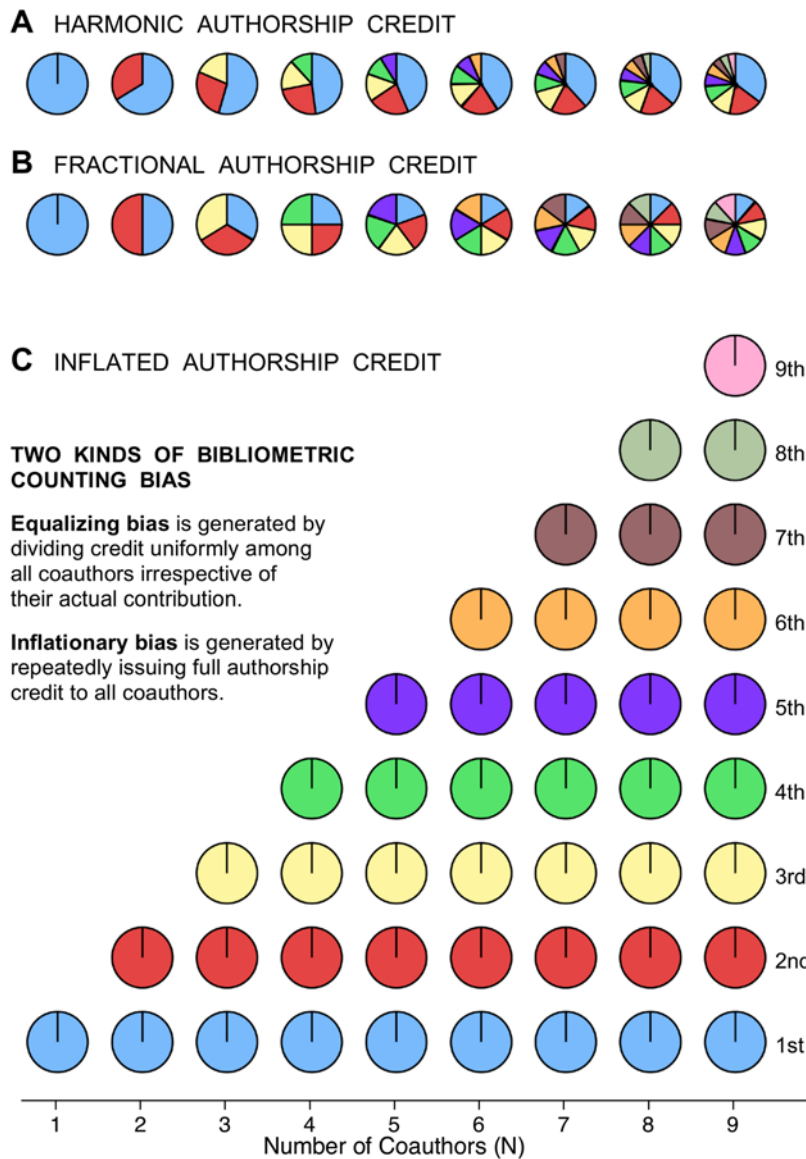 A HARMONIC AUTHORSHIP CREDIT
B FRACTIONAL AUTHORSHIP CREDIT
C INFLATED AUTHORSHIP CREDIT
9th
8th
TWO KINDS OF BIBLIOMETRIC
COUNTING BIAS
Equalizing bias is generated by
dividing credit uniformly among
all coauthors irrespective of
their actual contribution.
7th
6th
Inflationary bias is generated by
repeatedly issuing full authorship
credit to all coauthors.
5th
4th
3rd
2nd
1st
1 2 3 4 5 6 7 8 9
Number of Coauthors (N)